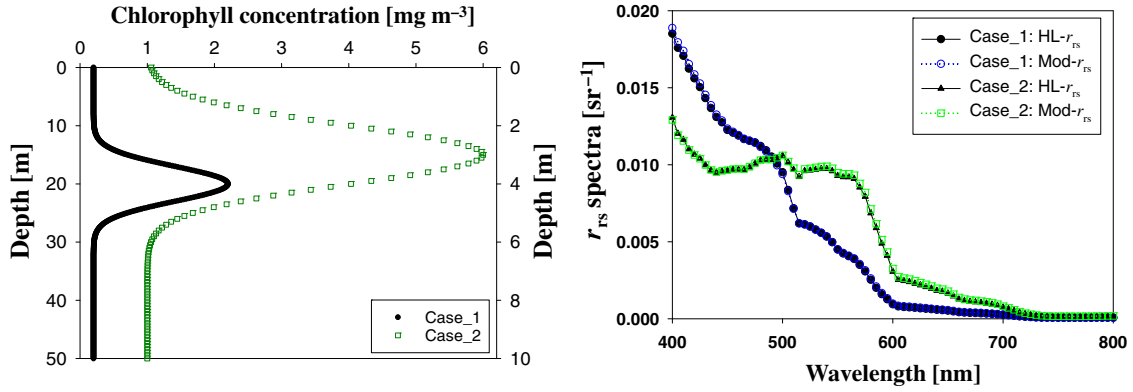 Chlorophyll concentration [mg m⁻³]
0 1 2 3 4 5 6
0
10
20
30
40
50
Depth [m]
0
2
4
6
8
10
Depth [m]
Case_1
Case_2
0.020
0.015
0.010
0.005
0.000
r_rs spectra [sr⁻¹]
Case_1: HL-r_rs
Case_1: Mod-r_rs
Case_2: HL-r_rs
Case_2: Mod-r_rs
400 500 600 700 800
Wavelength [nm]